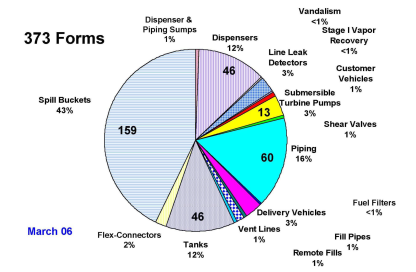 Vandalism
<1%
Dispenser &
Piping Sumps
1%
Stage I Vapor
Recovery
<1%
373 Forms
Dispensers
12%
Line Leak
Detectors
3%
Customer
Vehicles
1%
46
Spill Buckets
43%
Submersible
Turbine Pumps
3%
13
159
Shear Valves
1%
60
Piping
16%
Fuel Filters
<1%
46
Delivery Vehicles
3%
March 06
Flex-Connectors
2%
Tanks
12%
Vent Lines
1%
Fill Pipes
1%
Remote Fills
1%